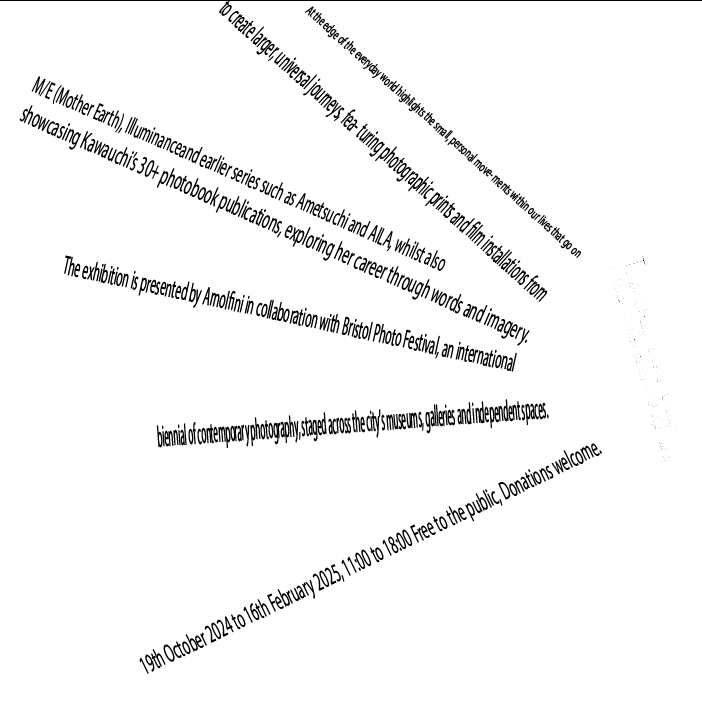 At the edge of the everyday world highlights the small, personal move- ments within our lives that go on
to create larger, universal journeys, fea- turing photographic prints and film installations from
M/E (Mother Earth), Illuminanceand earlier series such as Ametsuchi and AILA, whilst also
showcasing Kawauchi's 30+ photobook publications, exploring her career through words and imagery.
The exhibition is presented by Arnolfini in collaboration with Bristol Photo Festival, an international
biennial of contemporary photography, staged across the city's museums, galleries and independent spaces.
19th October 2024 to 16th February 2025, 11:00 to 18:00 Free to the public, Donations welcome.